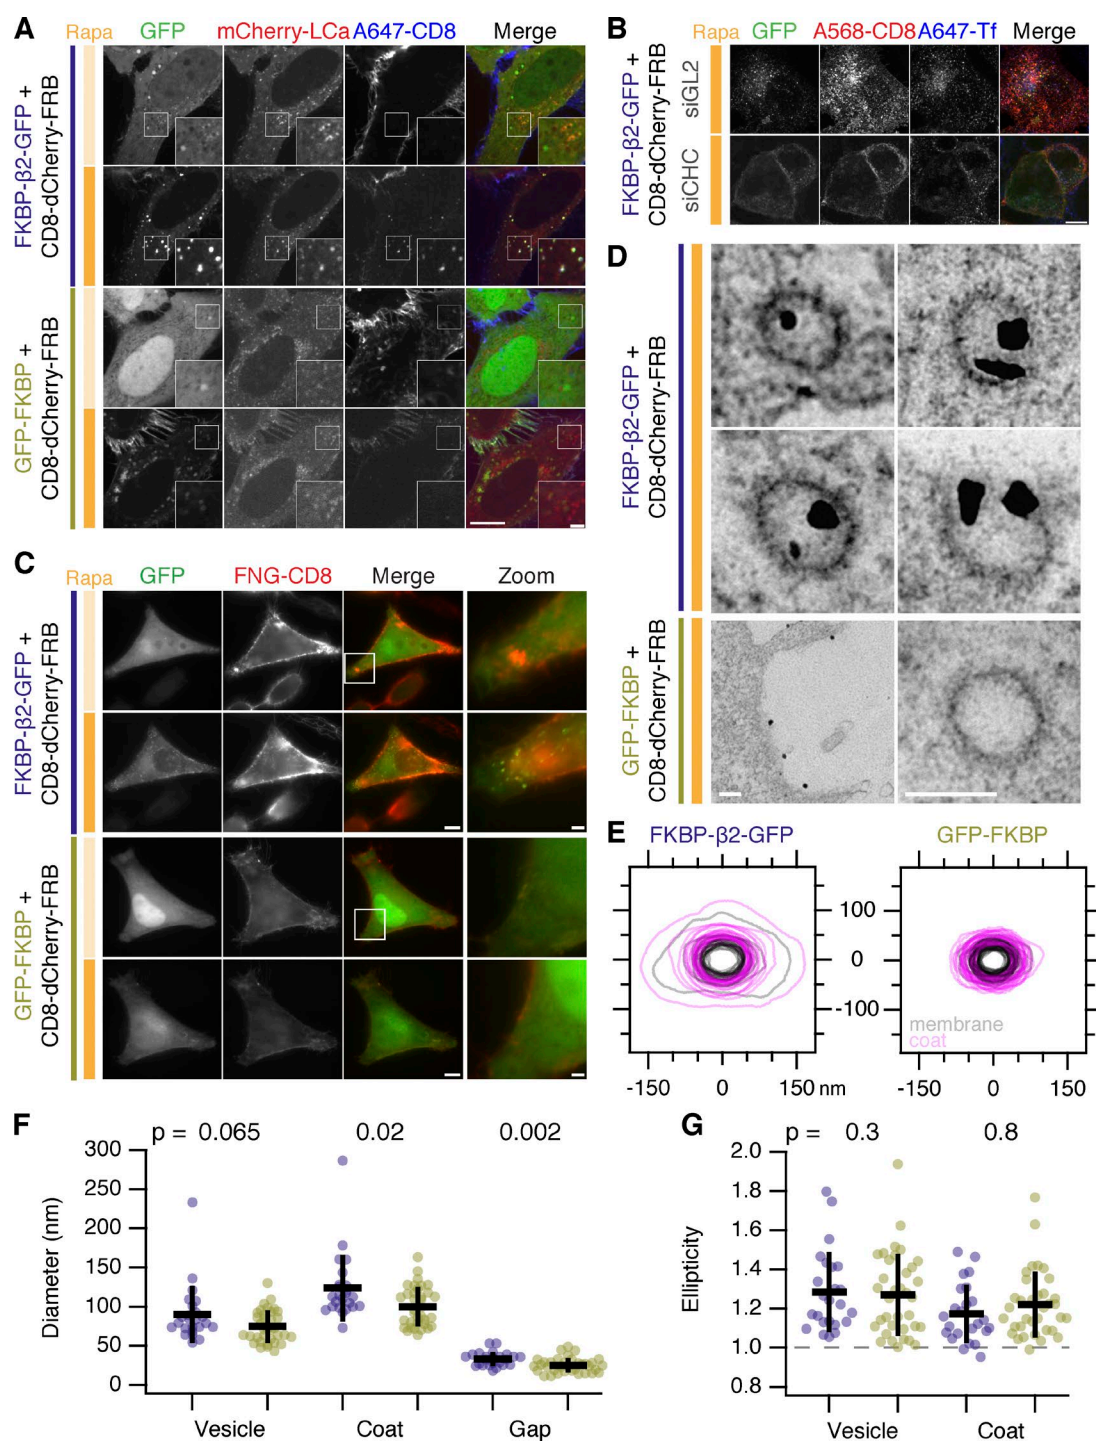 A
Rapa GFP mCherry-LCa A647-CD8 Merge
FKBP-β2-GFP +
CD8-dCherry-FRB
GFP-FKBP +
CD8-dCherry-FRB
B
Rapa GFP A568-CD8 A647-Tf Merge
FKBP-β2-GFP +
CD8-dCherry-FRB
siGL2
siCHC
C
Rapa GFP FNG-CD8 Merge Zoom
FKBP-β2-GFP +
CD8-dCherry-FRB
GFP-FKBP +
CD8-dCherry-FRB
D
FKBP-β2-GFP +
CD8-dCherry-FRB
GFP-FKBP +
CD8-dCherry-FRB
E
FKBP-β2-GFP GFP-FKBP
100
0
-100
membrane
coat
-150 0 150 nm -150 0 150
F
p = 0.065 0.02 0.002
Diameter (nm)
300
250
200
150
100
50
0
Vesicle Coat Gap
G
p = 0.3 0.8
Ellipticity
2.0
1.8
1.6
1.4
1.2
1.0
0.8
Vesicle Coat